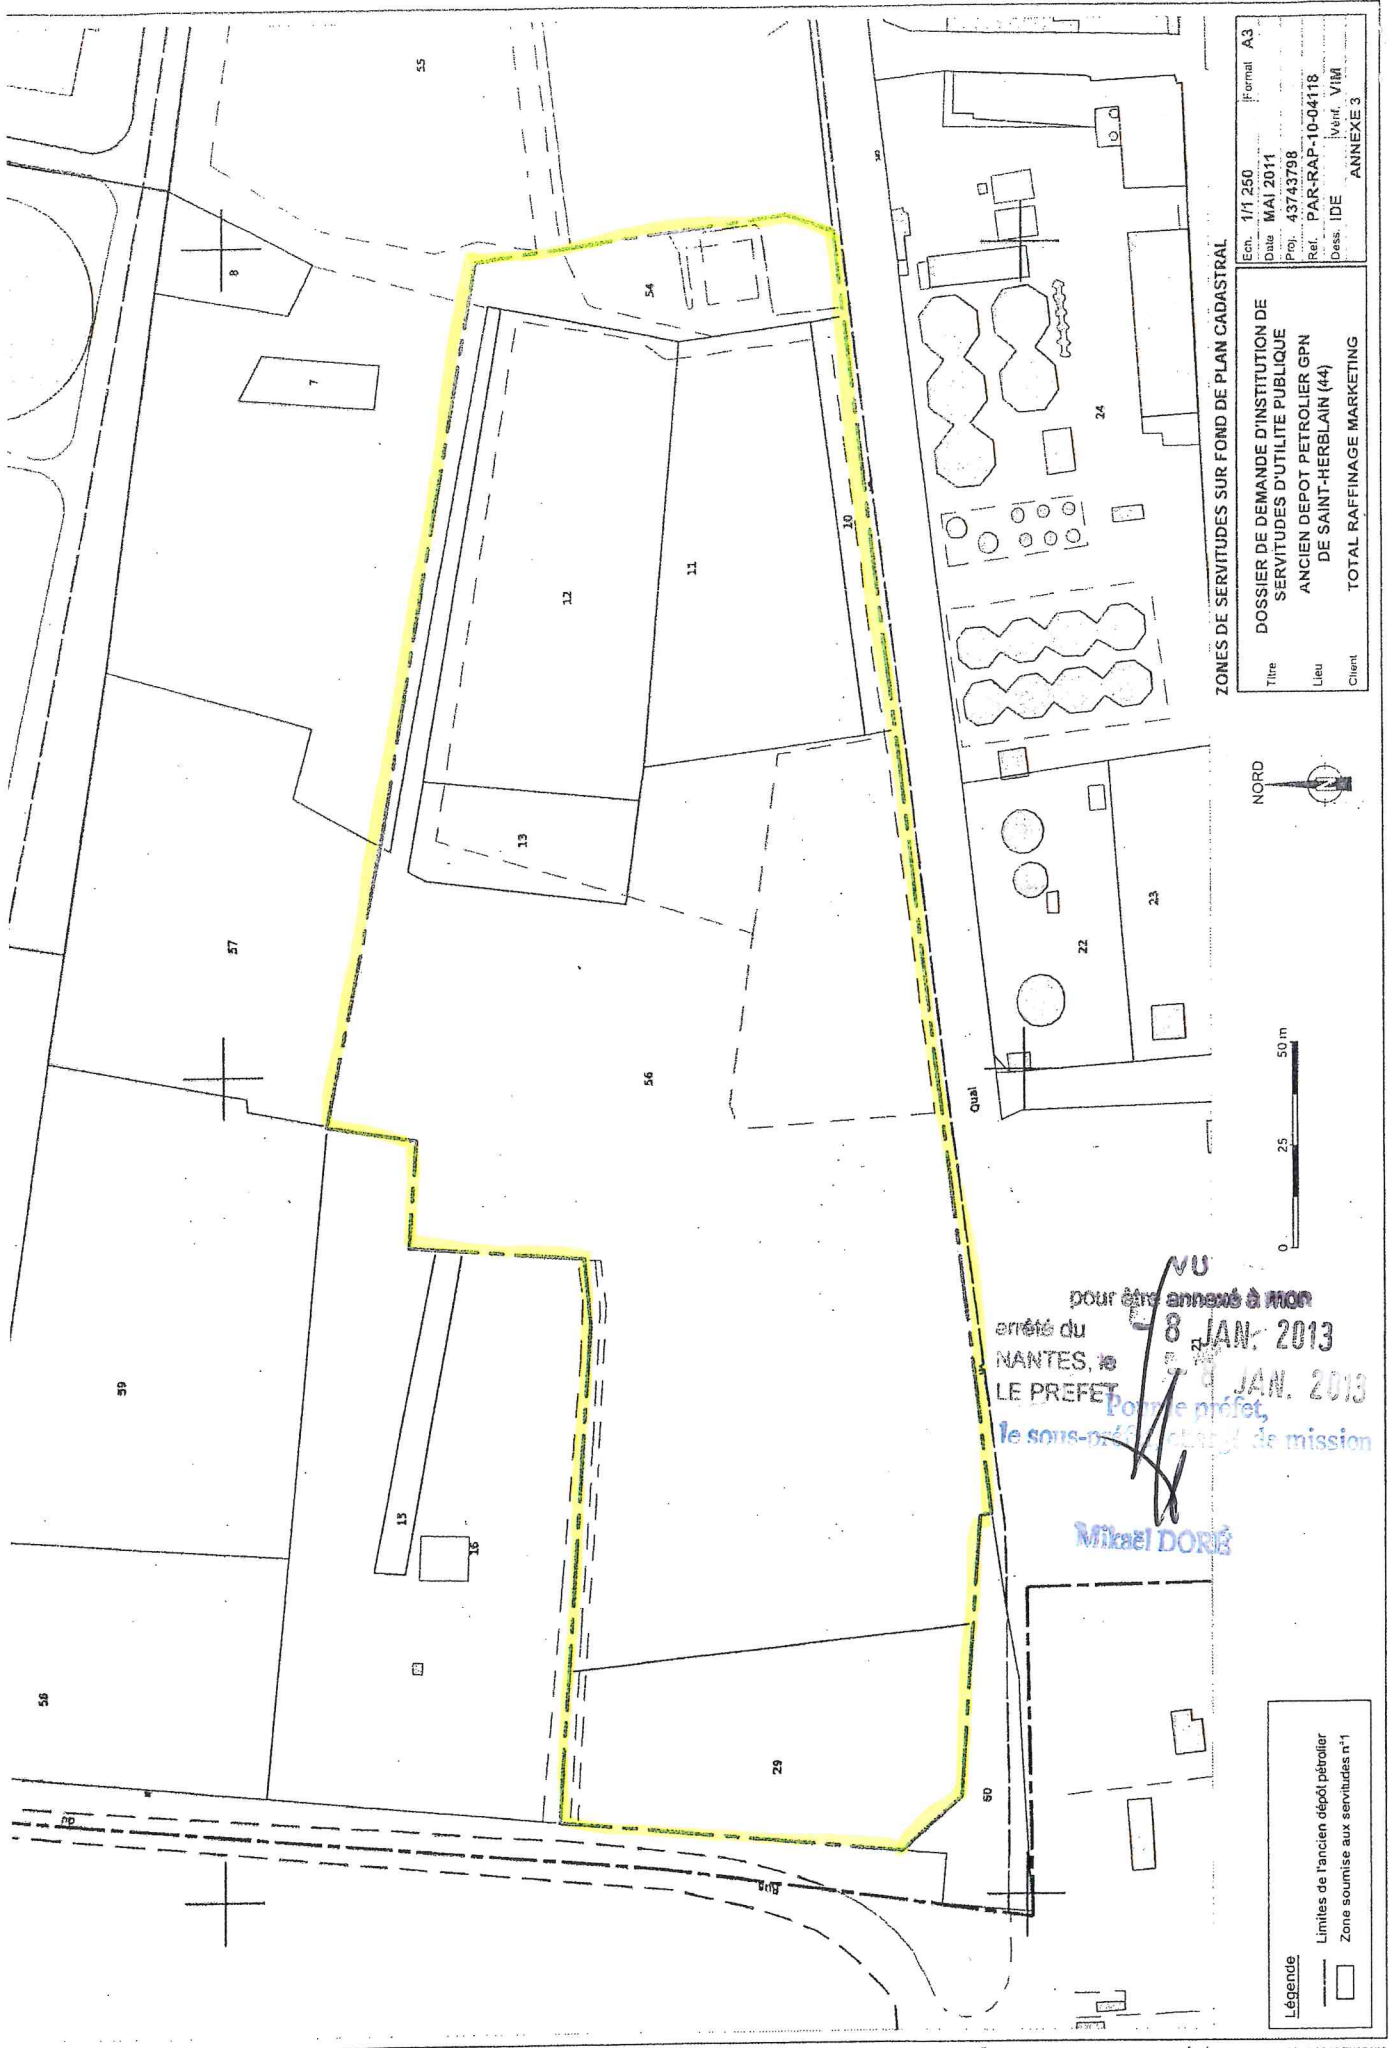 ZONES DE SERVITUDES SUR FOND DE PLAN CADASTRAL
Titre DOSSIER DE DEMANDE D'INSTITUTION DE
SERVITUDES D'UTILITE PUBLIQUE
Lieu ANCIEN DEPOT PETROLIER GPN
DE SAINT-HERBLAIN (44)
Client TOTAL RAFFINAGE MARKETING
Ech. 1/1 250 Format A3
Date MAI 2011
Proj. 43743798
Ref. PAR-RAP-10-04118
Dess. IDE Vérif. VIM
ANNEXE 3
NORD
N
0 25 50 m
Légende
Limites de l'ancien dépôt pétrolier
Zone soumise aux servitudes n°1
VU
pour être annexé à mon
arrêté du 8 JAN. 2013
NANTES, le 8 JAN. 2013
LE PREFET
Pour le préfet,
le sous-préfet, chargé de mission
Mikaël DORÉ
55
8
7
54
57
12
11
10
13
24
56
22
23
Quai
59
15
16
21
58
29
60
Rue